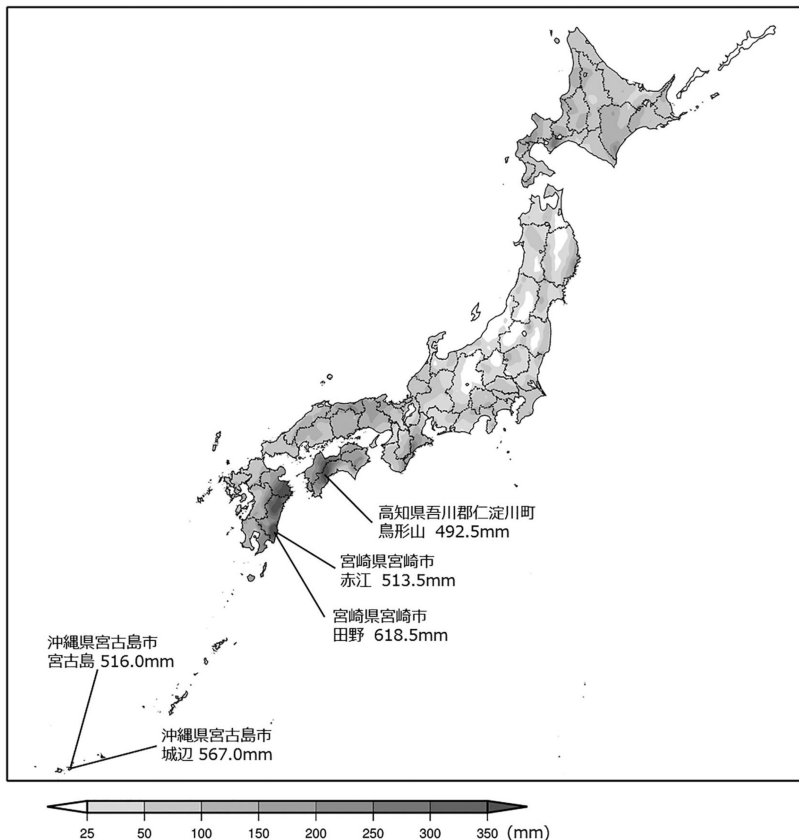 高知県吾川郡仁淀川町
鳥形山 492.5mm
宮崎県宮崎市
赤江 513.5mm
宮崎県宮崎市
田野 618.5mm
沖縄県宮古島市
宮古島 516.0mm
沖縄県宮古島市
城辺 567.0mm
25 50 100 150 200 250 300 350 (mm)